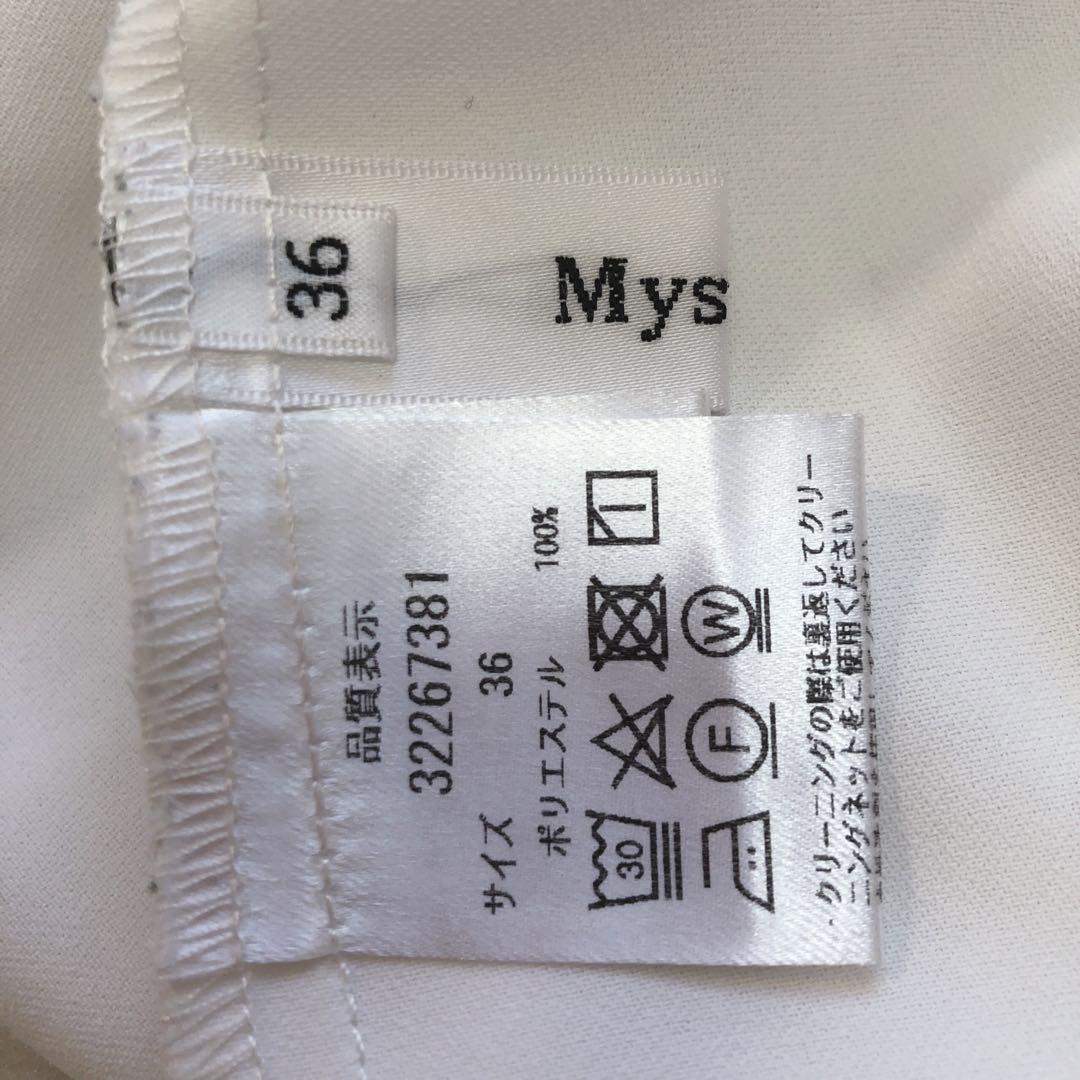 36
Mys
品質表示
32267381
サイズ 36
ポリエステル 100%
30
F W
・クリーニングの際は裏返してクリー
ニングネットをご使用ください